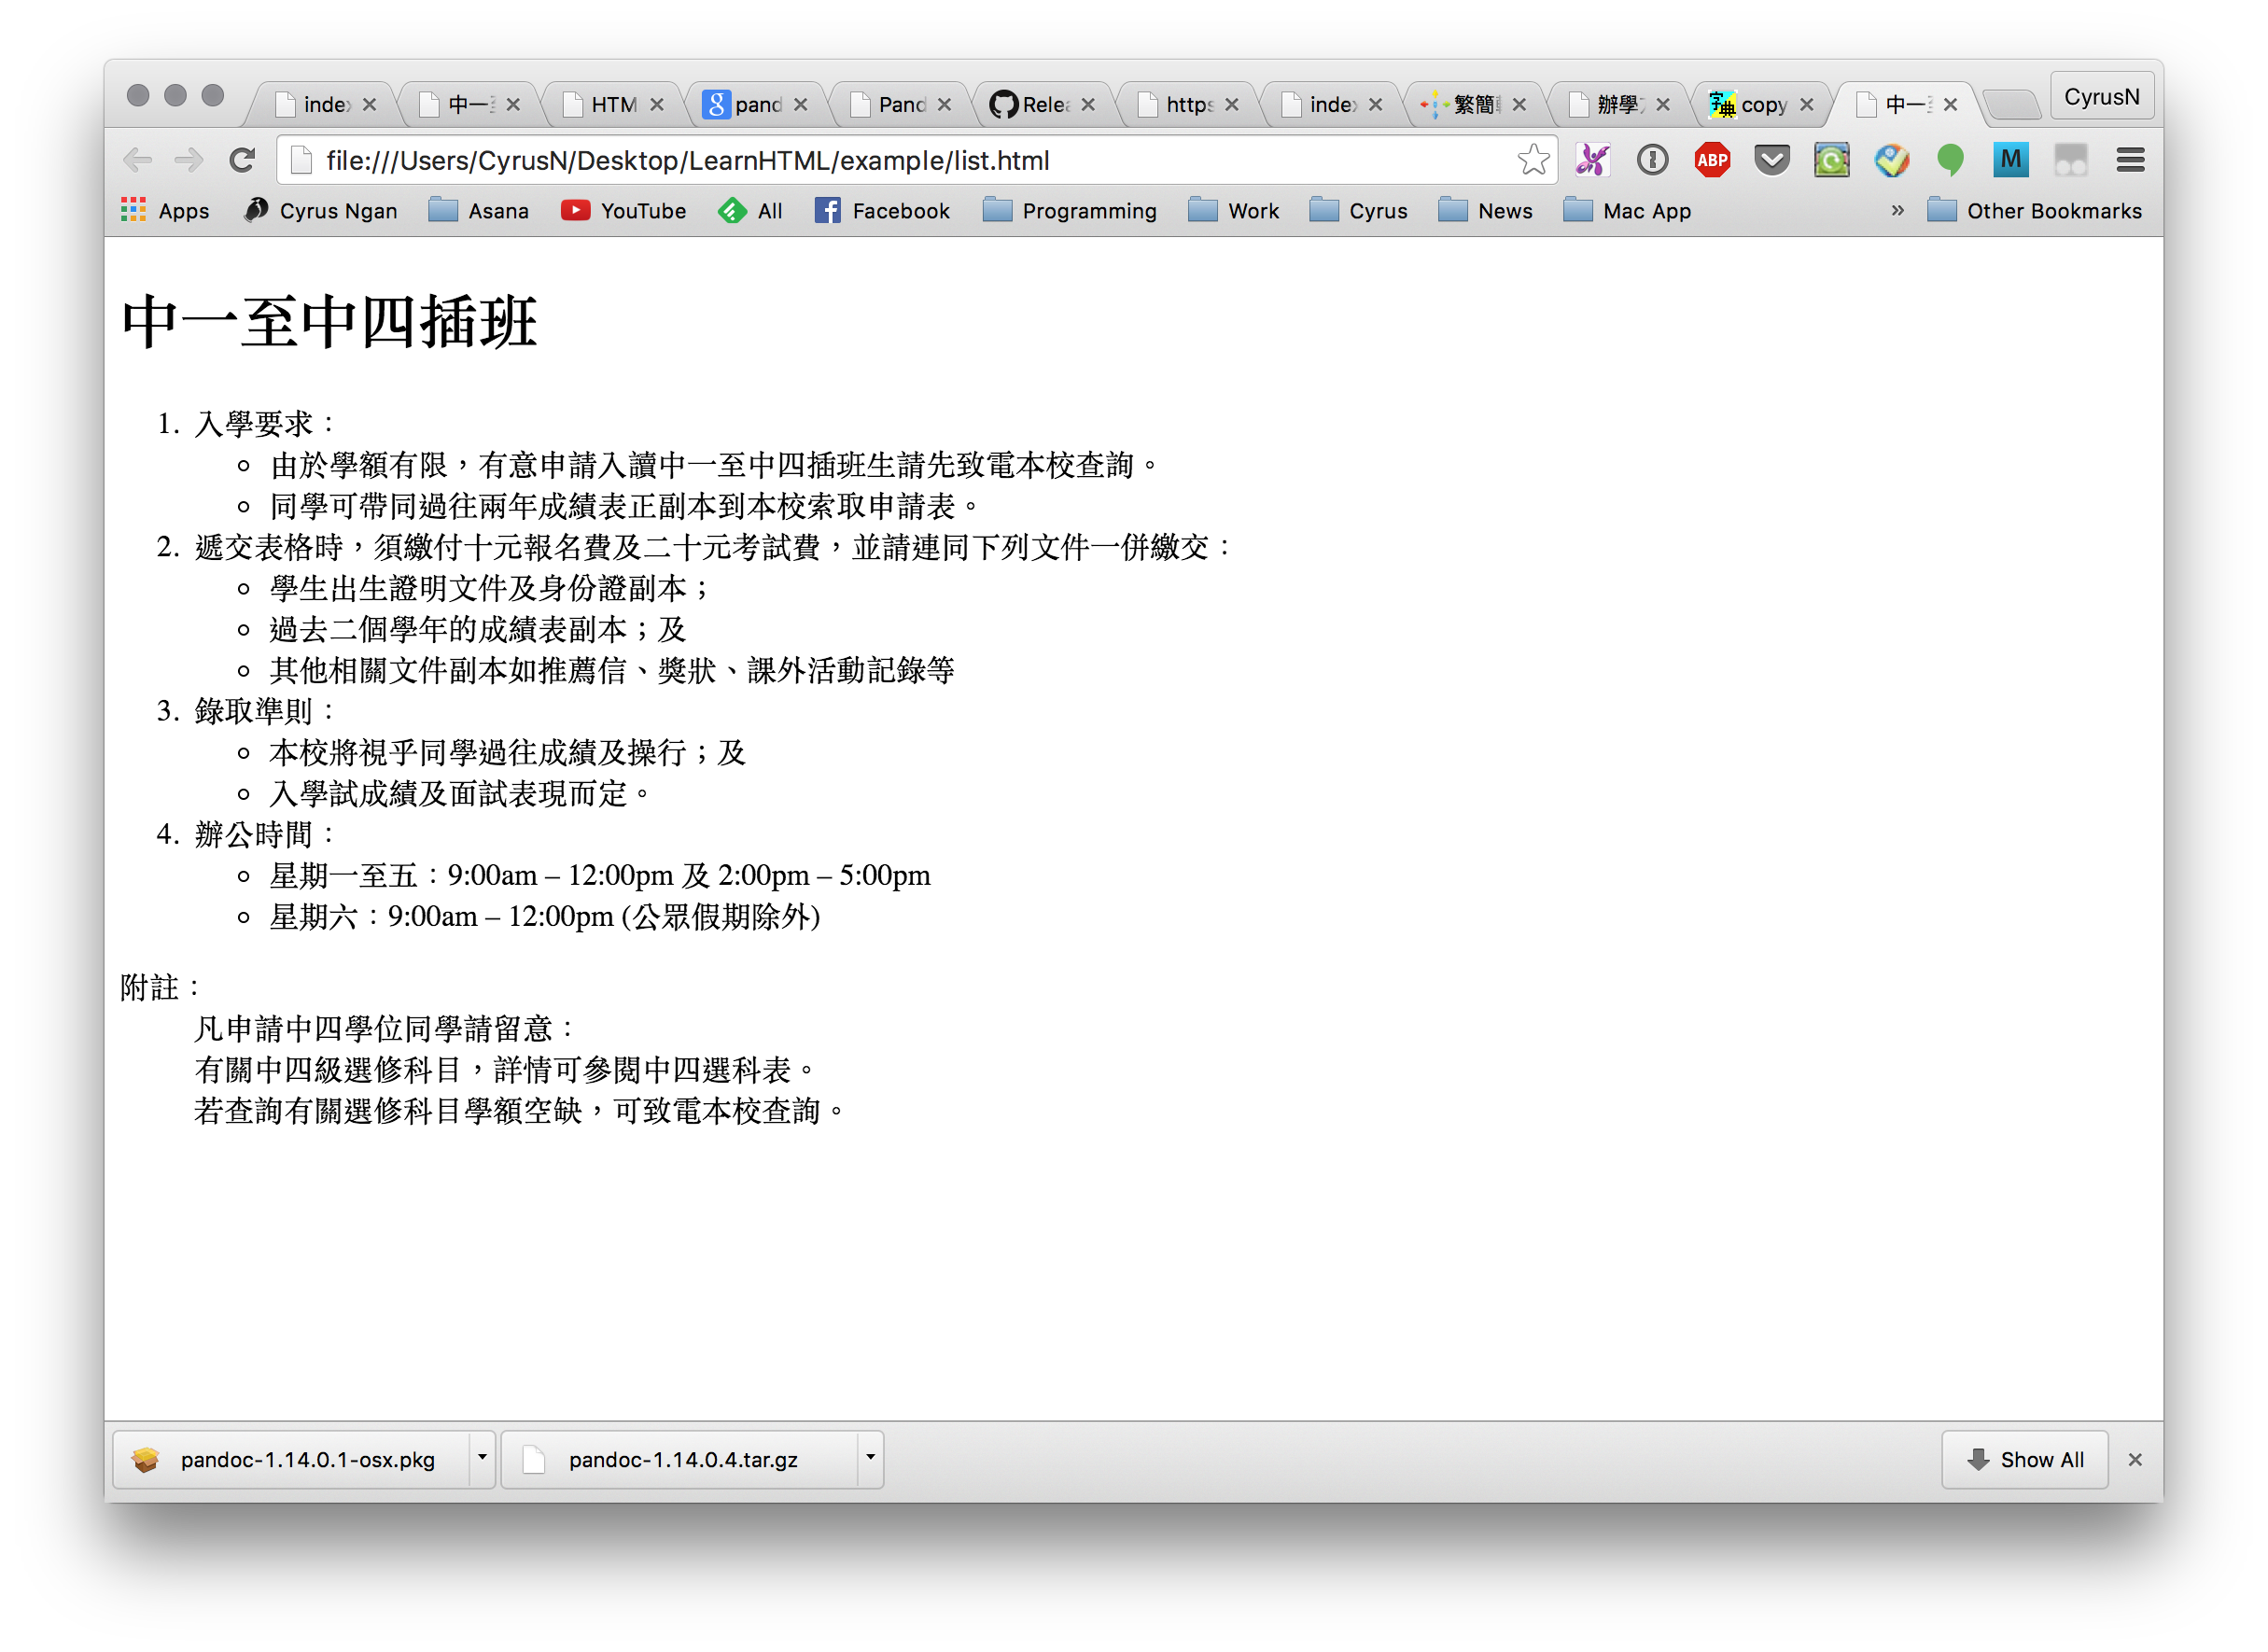 index
中一
HTM
pand
Pand
Relea
https
index
繁簡
辦學
copy
中一
CyrusN
file:///Users/CyrusN/Desktop/LearnHTML/example/list.html
ABP
M
Apps
Cyrus Ngan
Asana
YouTube
All
Facebook
Programming
Work
Cyrus
News
Mac App
»
Other Bookmarks
中一至中四插班
1. 入學要求：
由於學額有限，有意申請入讀中一至中四插班生請先致電本校查詢。
同學可帶同過往兩年成績表正副本到本校索取申請表。
2. 遞交表格時，須繳付十元報名費及二十元考試費，並請連同下列文件一併繳交：
學生出生證明文件及身份證副本；
過去二個學年的成績表副本；及
其他相關文件副本如推薦信、獎狀、課外活動記錄等
3. 錄取準則：
本校將視乎同學過往成績及操行；及
入學試成績及面試表現而定。
4. 辦公時間：
星期一至五：9:00am – 12:00pm 及 2:00pm – 5:00pm
星期六：9:00am – 12:00pm (公眾假期除外)
附註：
凡申請中四學位同學請留意：
有關中四級選修科目，詳情可參閱中四選科表。
若查詢有關選修科目學額空缺，可致電本校查詢。
pandoc-1.14.0.1-osx.pkg
pandoc-1.14.0.4.tar.gz
Show All